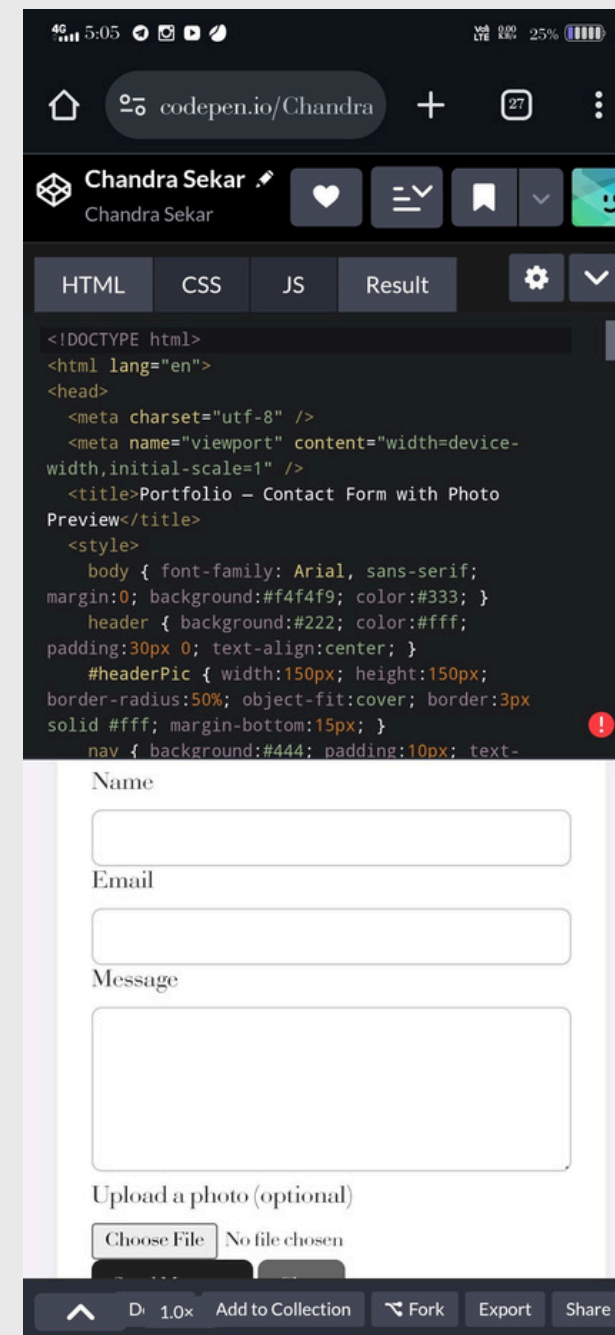 4G 5:05 Vo) LTE 0.00 K/s 25%
codepen.io/Chandra 27
Chandra Sekar
Chandra Sekar
HTML CSS JS Result
<!DOCTYPE html>
<html lang="en">
<head>
<meta charset="utf-8" />
<meta name="viewport" content="width=device-
width,initial-scale=1" />
<title>Portfolio — Contact Form with Photo
Preview</title>
<style>
body { font-family: Arial, sans-serif;
margin:0; background:#f4f4f9; color:#333; }
header { background:#222; color:#fff;
padding:30px 0; text-align:center; }
#headerPic { width:150px; height:150px;
border-radius:50%; object-fit:cover; border:3px
solid #fff; margin-bottom:15px; }
nav { background:#444; padding:10px; text-
Name
Email
Message
Upload a photo (optional)
Choose File No file chosen
1.0× Add to Collection Fork Export Share